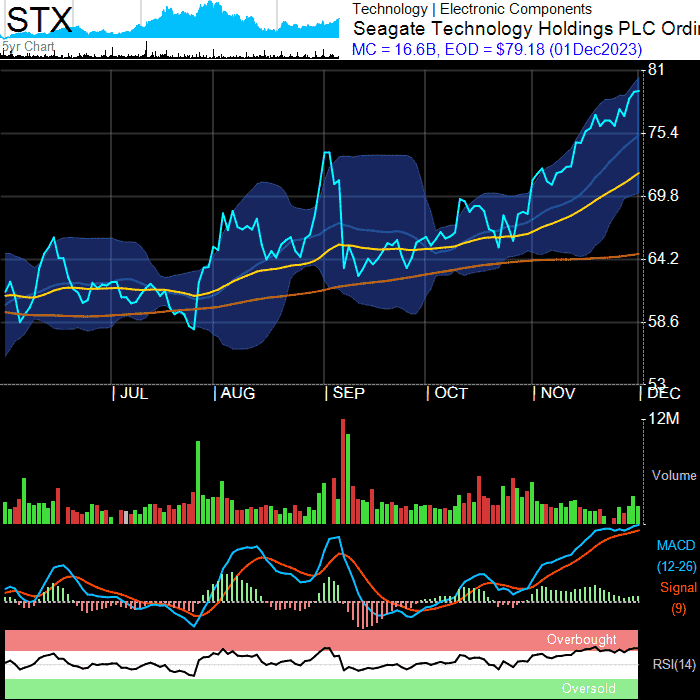 STX
5yr Chart
Technology | Electronic Components
Seagate Technology Holdings PLC Ordi
MC = 16.6B, EOD = $79.18 (01Dec2023)
81
75.4
69.8
64.2
58.6
53
JUL
AUG
SEP
OCT
NOV
DEC
12M
Volume
MACD
(12-26)
Signal
(9)
Overbought
RSI(14)
Oversold